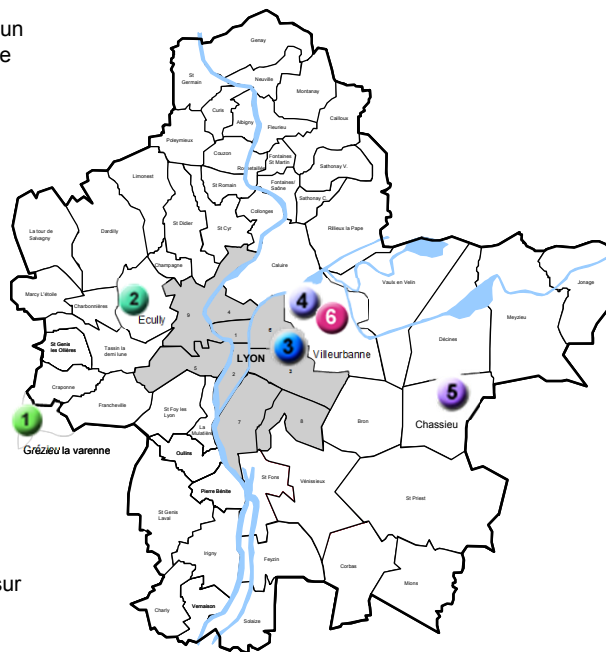 un
e
Genay
St Germain
Neuville
Montanay
Curis
Albigny
Cailloux
Fleurieu
Poleymieux
Couzon
Fontaines St Martin
Sathonay V.
Limonest
St Romain
Fontaines/ Saône
Sathonay C.
Collonges
La tour de Salvagny
Dardilly
St Didier
St Cyr
Rillieux la Pape
Champagne
Caluire
Vaulx en Velin
Jonage
Marcy L'étoile
Charbonnières
2
Ecully
9
4
4
6
Meyzieu
Décines
1
6
St Genis les Ollières
Tassin la demi lune
LYON
3
Villeurbanne
5
2
3
Craponne
Francheville
5
1
Grézieu la varenne
St Foy les Lyon
La Mulatière
7
8
Bron
Chassieu
Oulins
Pierre Bénite
St Fons
Vénissieux
St Priest
St Genis Laval
Irigny
Feyzin
Corbas
Mions
sur
Charly
Vernaison
Solaize